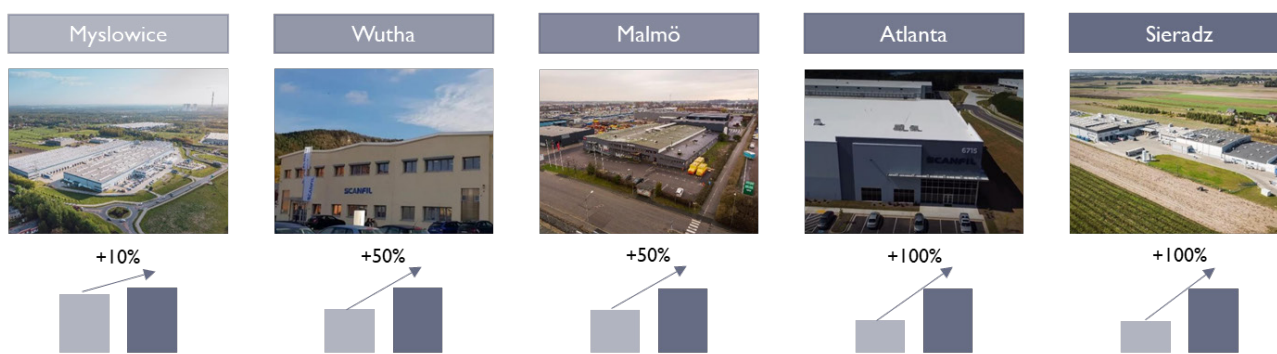 Myslowice
Wutha
Malmö
Atlanta
Sieradz
SCANFIL
6715
SCANFIL
+10%
+50%
+50%
+100%
+100%